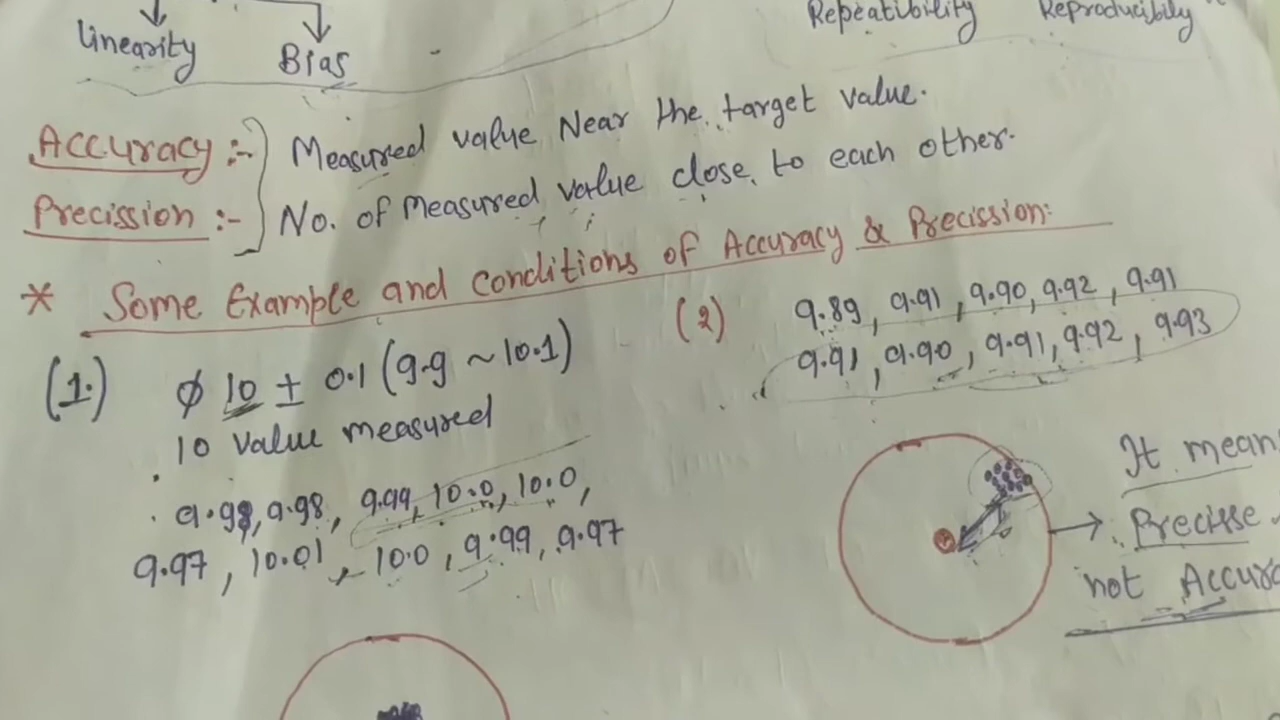 linearity Bias Repeatibility Reproducibily
Accuracy :- Measured value Near the target value.
Precission :- No. of Measured value close to each other.
* Some Example and conditions of Accuracy & Precission:
(1.) ϕ 10 ± 0.1 (9.9 ~ 10.1)
10 value measured
9.98, 9.98, 9.99, 10.0, 10.0,
9.97, 10.01, 10.0, 9.99, 9.97
(2) 9.89, 9.91, 9.90, 9.92, 9.91
9.91, 9.90, 9.91, 9.92, 9.93
It mean
Precisse.
not Accura